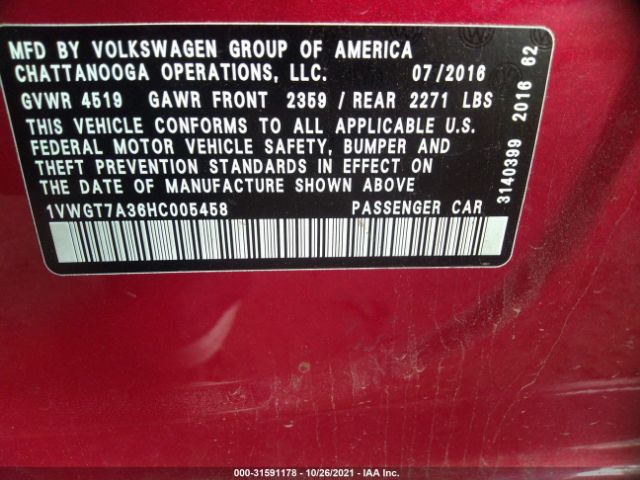 MFD BY VOLKSWAGEN GROUP OF AMERICA
CHATTANOOGA OPERATIONS, LLC. 07/2016
GVWR 4519 GAWR FRONT 2359 / REAR 2271 LBS
THIS VEHICLE CONFORMS TO ALL APPLICABLE U.S.
FEDERAL MOTOR VEHICLE SAFETY, BUMPER AND
THEFT PREVENTION STANDARDS IN EFFECT ON
THE DATE OF MANUFACTURE SHOWN ABOVE
1VWGT7A36HC005458 PASSENGER CAR
3140399 2016 62
000-31591178 - 10/26/2021 - IAA Inc.